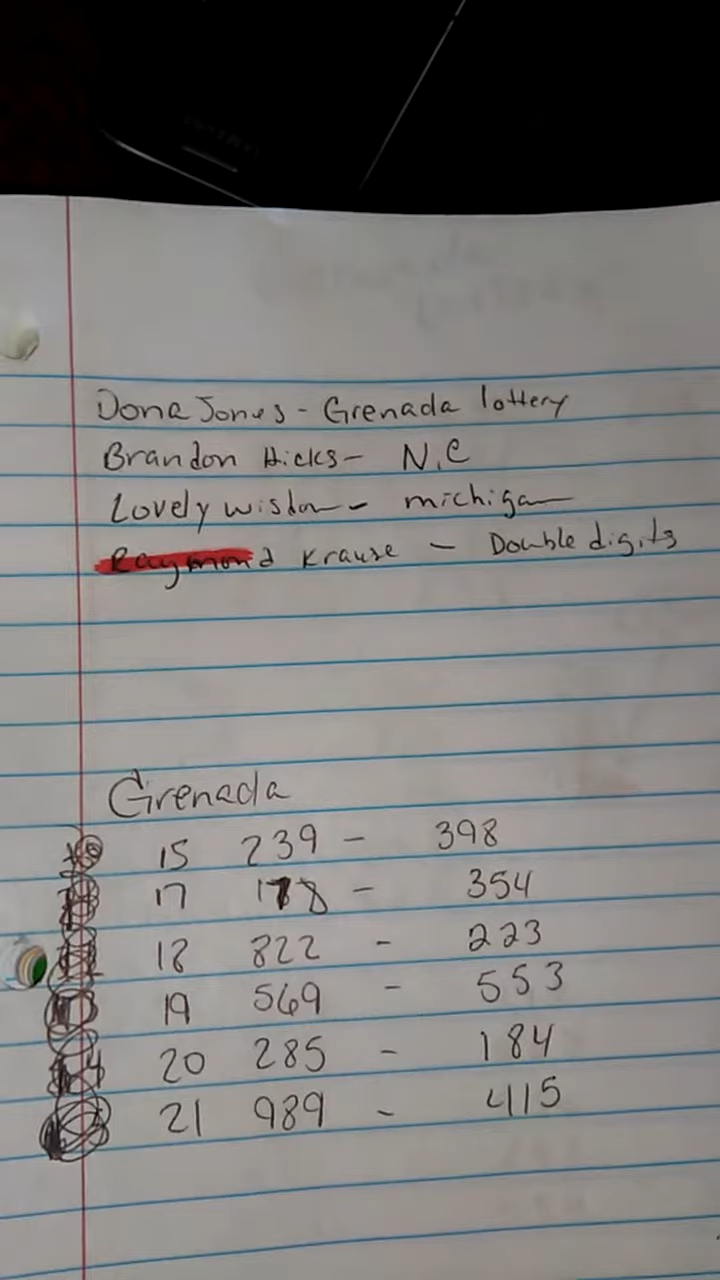 Dona Jones - Grenada lottery
Brandon Hicks - N.C
Lovely wisdom - michigan
Raymond Krause - Double digits
Grenada
15 239 - 398
17 178 - 354
18 822 - 223
19 569 - 553
20 285 - 184
21 989 - 415